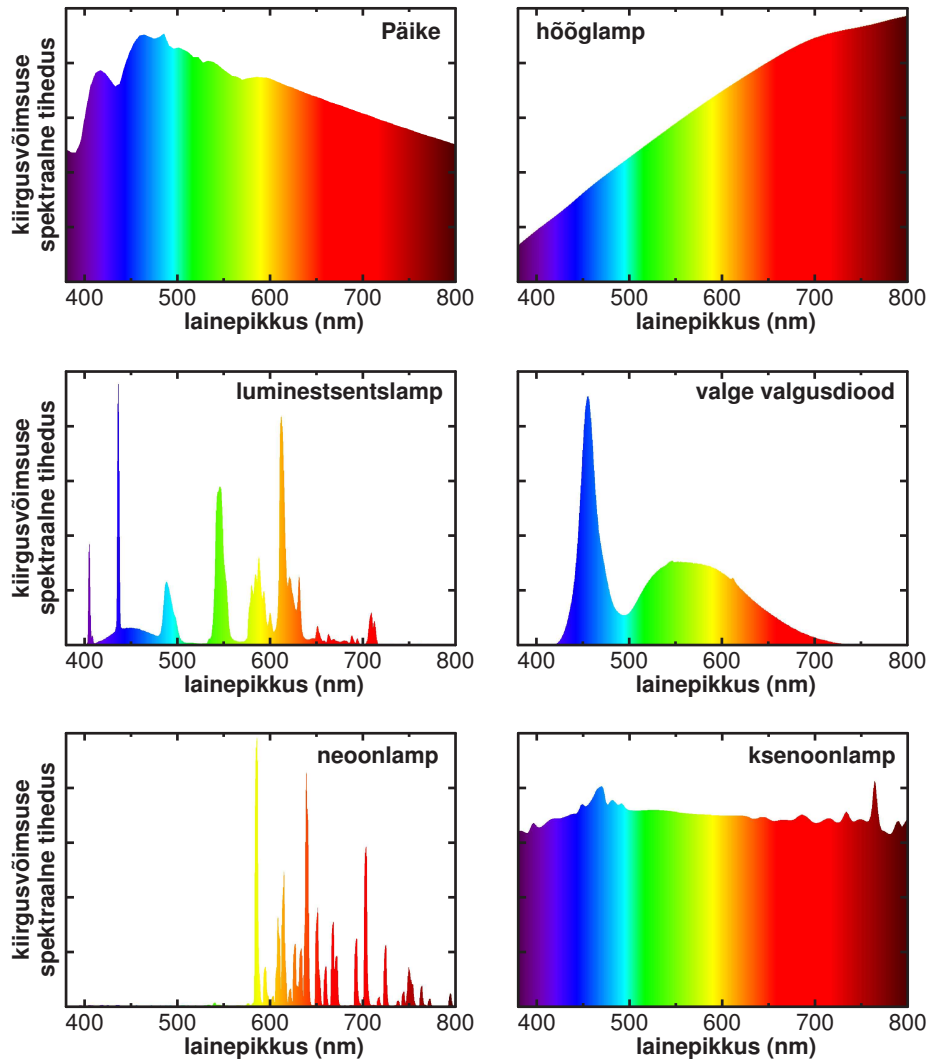 Päike
kiirgusvõimsuse
spektraalne tihedus
400 500 600 700 800
lainepikkus (nm)
hõõglamp
400 500 600 700 800
lainepikkus (nm)
luminestsentslamp
kiirgusvõimsuse
spektraalne tihedus
400 500 600 700 800
lainepikkus (nm)
valge valgusdiood
400 500 600 700 800
lainepikkus (nm)
neoonlamp
kiirgusvõimsuse
spektraalne tihedus
400 500 600 700 800
lainepikkus (nm)
ksenoonlamp
400 500 600 700 800
lainepikkus (nm)